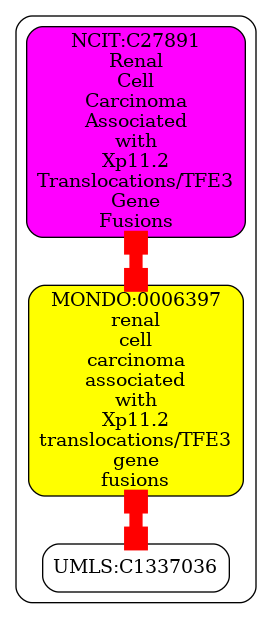 NCIT:C27891
Renal
Cell
Carcinoma
Associated
with
Xp11.2
Translocations/TFE3
Gene
Fusions
MONDO:0006397
renal
cell
carcinoma
associated
with
Xp11.2
translocations/TFE3
gene
fusions
UMLS:C1337036